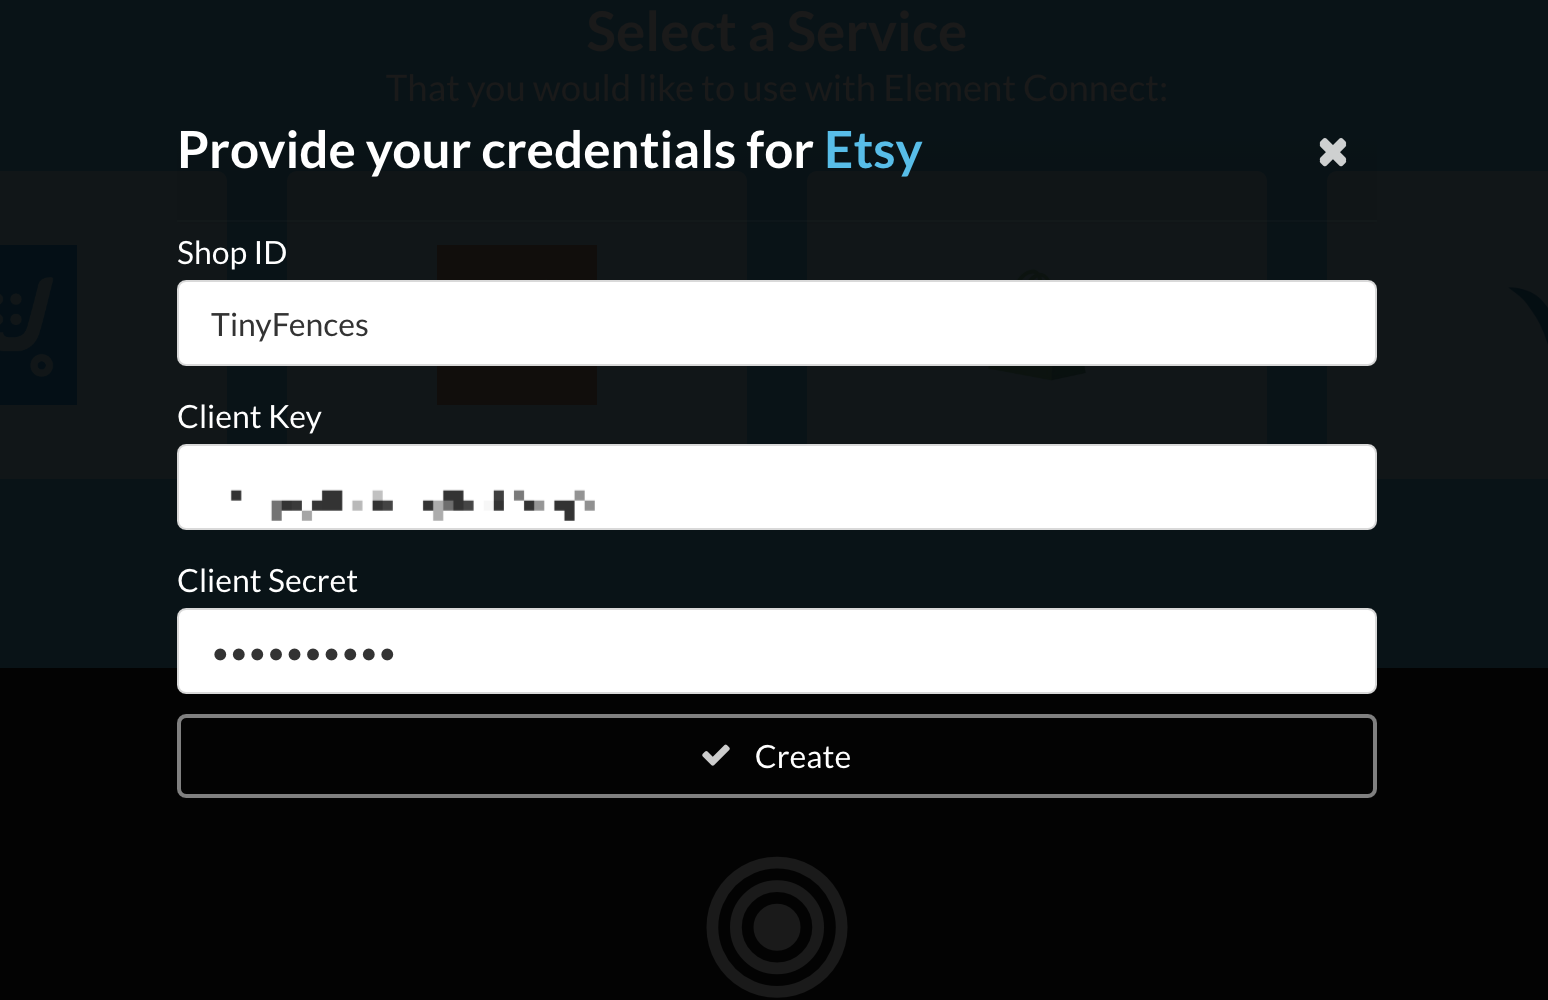 Select a Service
That you would like to use with Element Connect:
Provide your credentials for Etsy
Shop ID
TinyFences
Client Key
Client Secret
Create